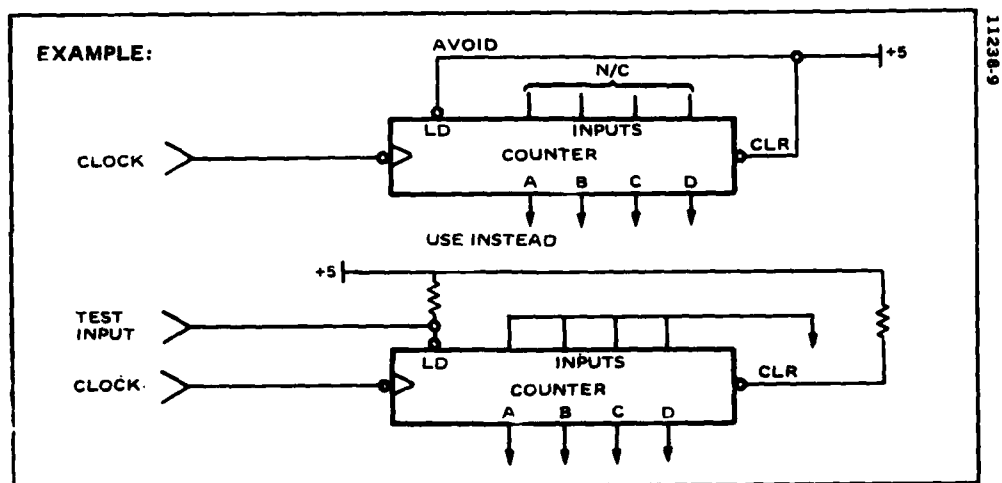 EXAMPLE:
AVOID
+5
N/C
LD
INPUTS
CLR
CLOCK
COUNTER
A B C D
USE INSTEAD
+5
TEST
INPUT
LD
INPUTS
CLR
CLOCK.
COUNTER
A B C D
11238-9